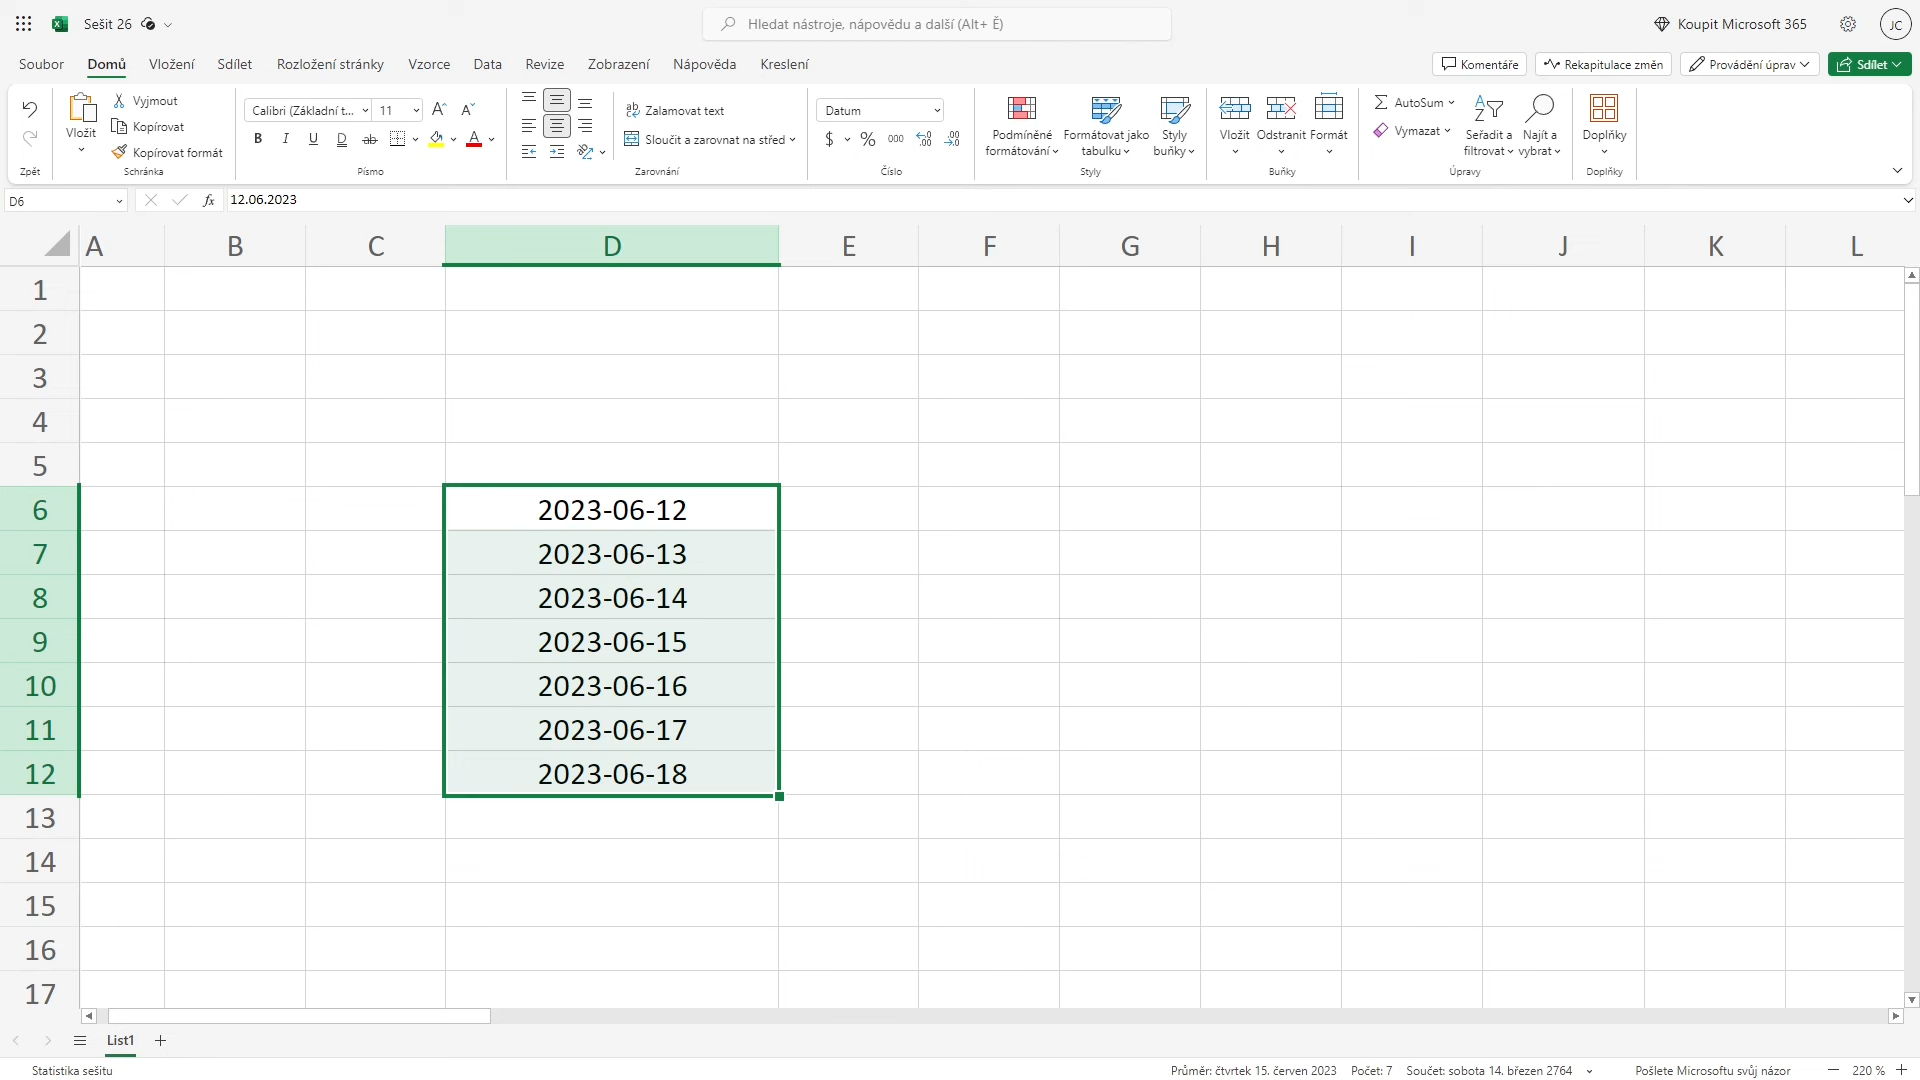 Sešit 26
Hledat nástroje, nápovědu a další (Alt+ Ě)
Koupit Microsoft 365
JC
Soubor Domů Vložení Sdílet Rozložení stránky Vzorce Data Revize Zobrazení Nápověda Kreslení
Komentáře Rekapitulace změn Provádění úprav Sdílet
Vložit
Vyjmout
Kopírovat
Kopírovat formát
Calibri (Základní t... 11
Zalamovat text
Sloučit a zarovnat na střed
Datum
Podmíněné formátování
Formátovat jako tabulku
Styly buňky
Vložit Odstranit Formát
AutoSum
Vymazat
Seřadit a filtrovat
Najít a vybrat
Doplňky
Zpět Schránka Písmo Zarovnání Číslo Styly Buňky Úpravy Doplňky
D6 fx 12.06.2023
A B C D E F G H I J K L
1
2
3
4
5
6 2023-06-12
7 2023-06-13
8 2023-06-14
9 2023-06-15
10 2023-06-16
11 2023-06-17
12 2023-06-18
13
14
15
16
17
List1
Statistika sešitu
Průměr: čtvrtek 15. červen 2023 Počet: 7 Součet: sobota 14. březen 2764
Pošlete Microsoftu svůj názor
220 %